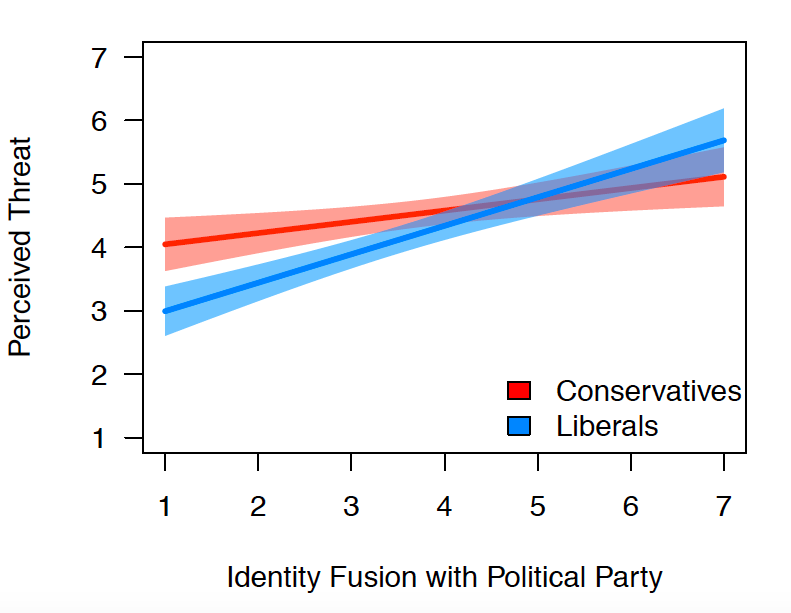 7
6
5
4
3
2
1
Perceived Threat
Conservatives
Liberals
1 2 3 4 5 6 7
Identity Fusion with Political Party